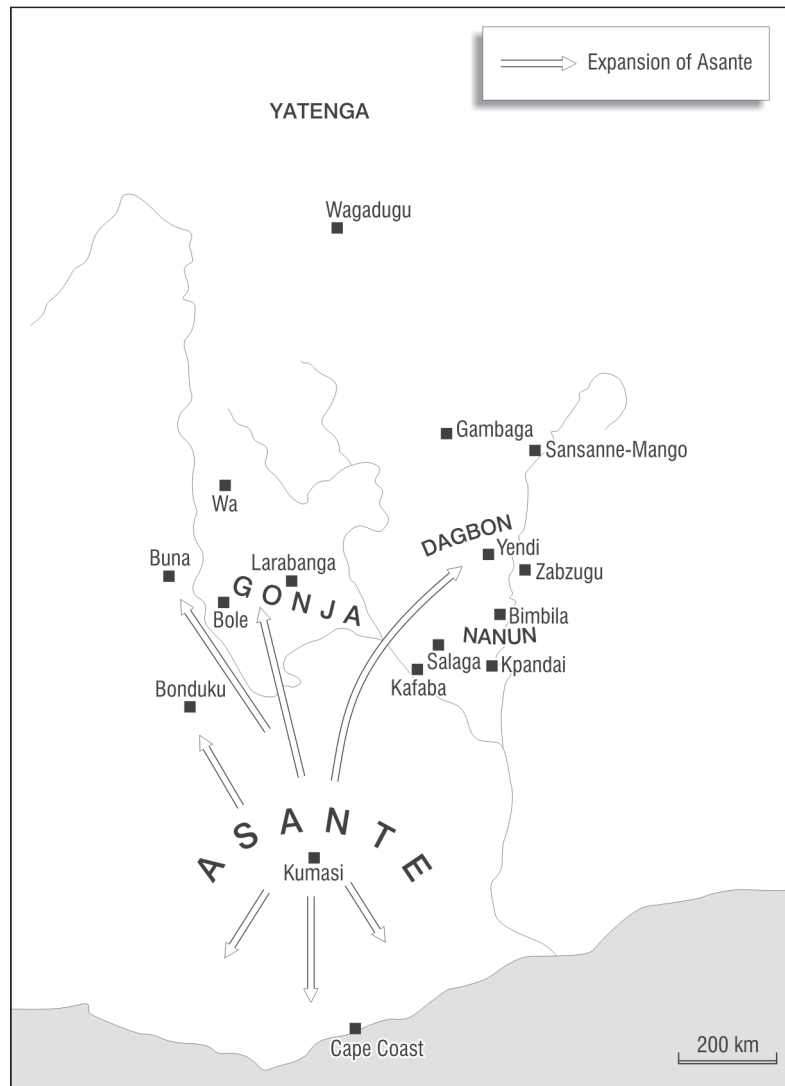 Expansion of Asante
YATENGA
Wagadugu
Gambaga
Sansanne-Mango
Wa
DAGBON
Yendi
Buna
Larabanga
Zabzugu
GONJA
Bole
Bimbila
NANUN
Salaga
Kpandai
Kafaba
Bonduku
ASANTE
Kumasi
Cape Coast
200 km